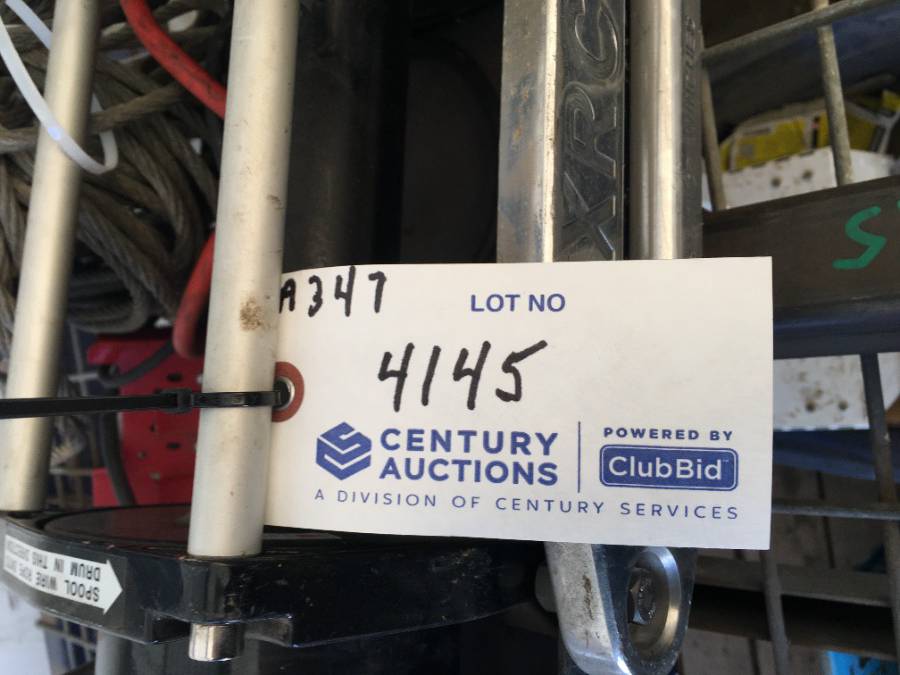 XRC
A347
LOT NO
4145
CENTURY
AUCTIONS
POWERED BY
ClubBid
A DIVISION OF CENTURY SERVICES
SPOOL WIRE ROPE ONTO
DRUM IN THIS DIRECTION